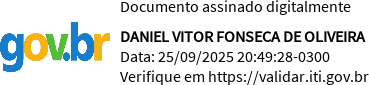 Documento assinado digitalmente
gov.br
DANIEL VITOR FONSECA DE OLIVEIRA
Data: 25/09/2025 20:49:28-0300
Verifique em https://validar.iti.gov.br